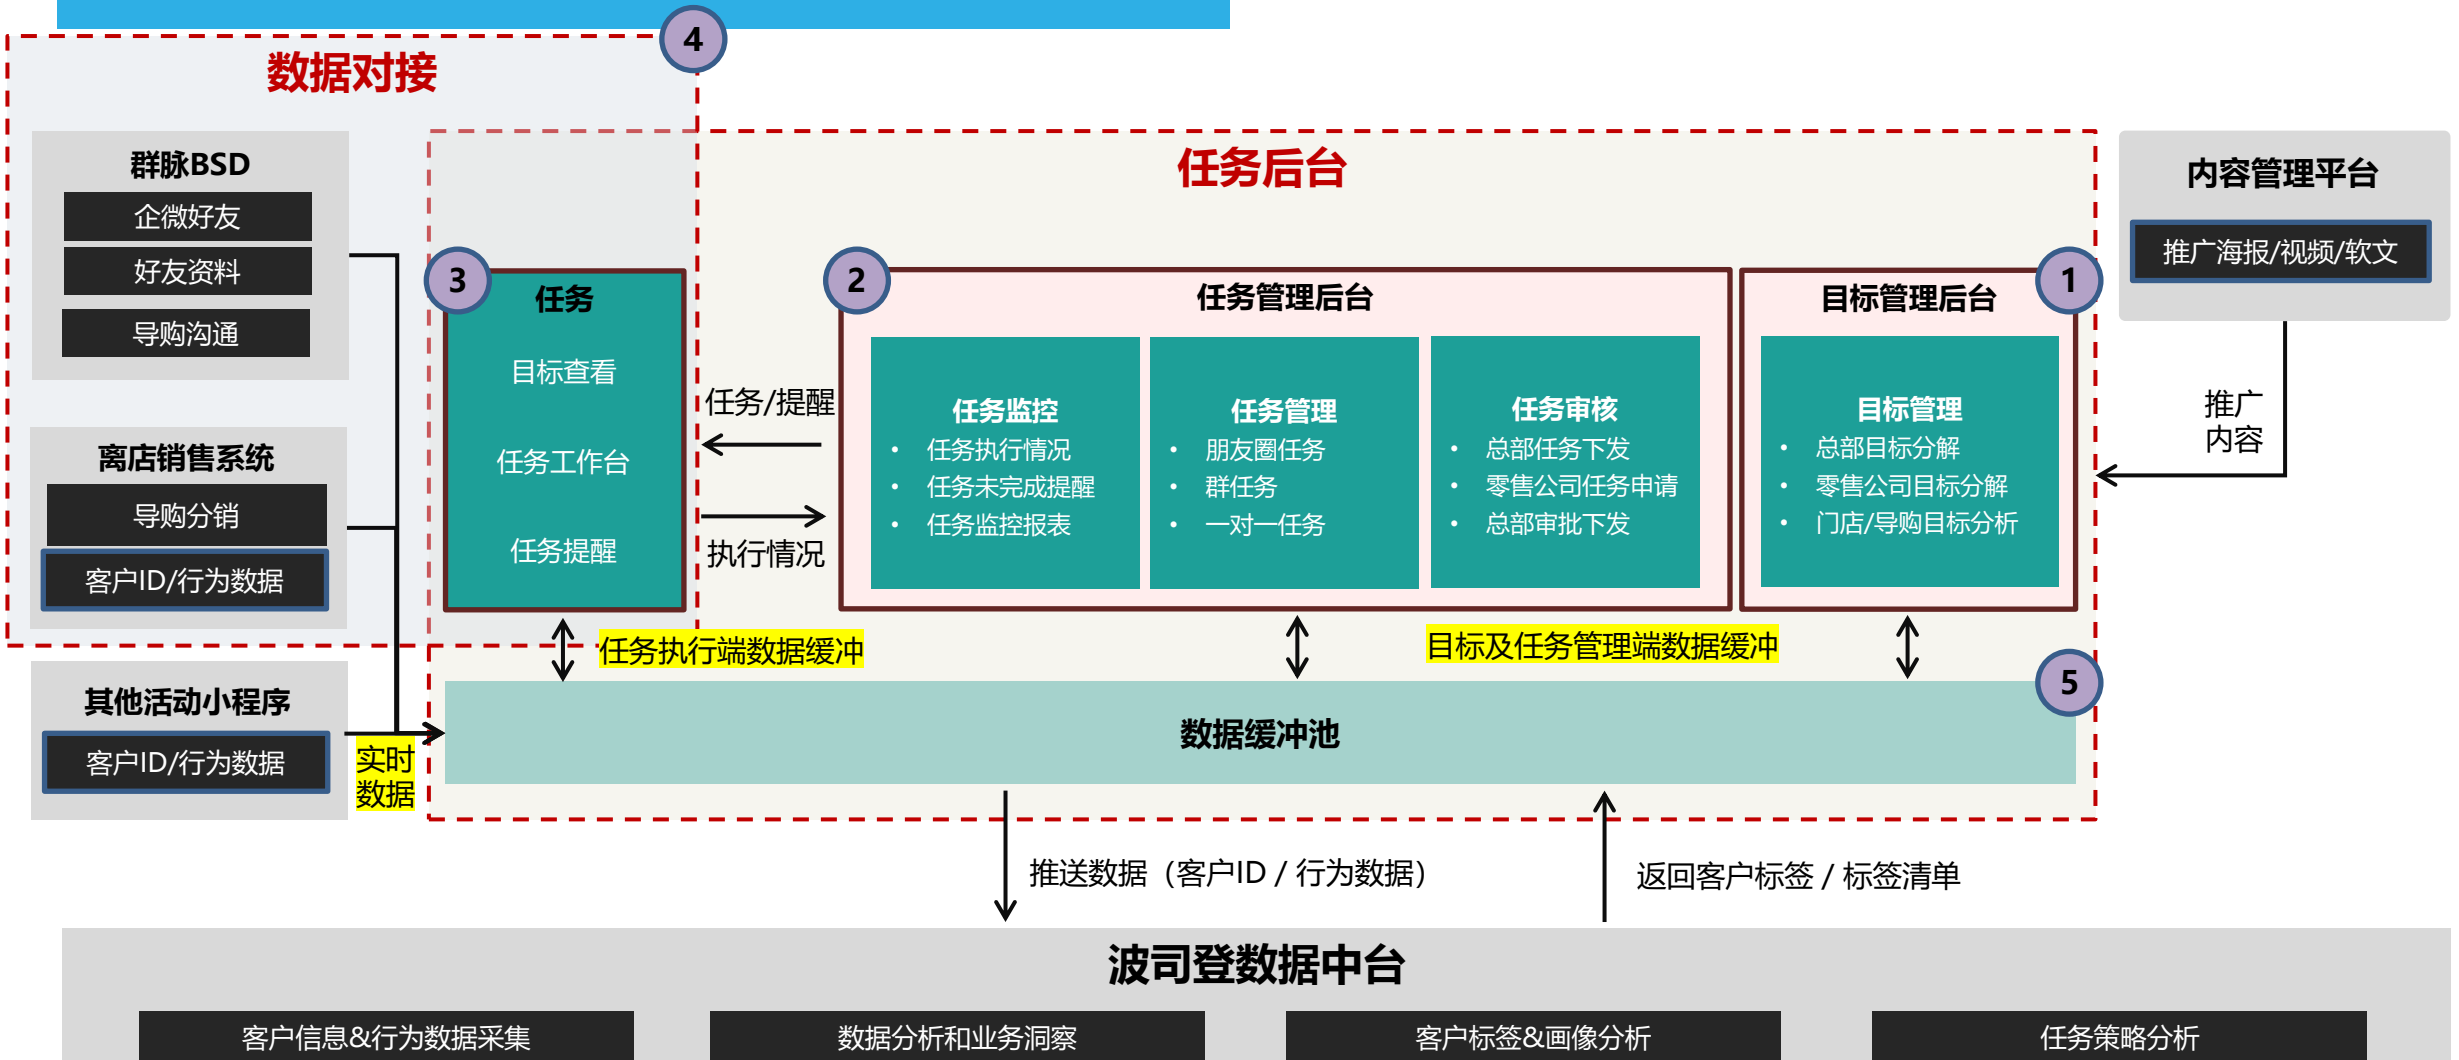 4
数据对接
群脉BSD
企微好友
好友资料
导购沟通
离店销售系统
导购分销
客户ID/行为数据
其他活动小程序
客户ID/行为数据
实时
数据
任务后台
3
任务
目标查看
任务工作台
任务提醒
任务/提醒
执行情况
2
任务管理后台
任务监控
• 任务执行情况
• 任务未完成提醒
• 任务监控报表
任务管理
• 朋友圈任务
• 群任务
• 一对一任务
任务审核
• 总部任务下发
• 零售公司任务申请
• 总部审批下发
1
目标管理后台
目标管理
• 总部目标分解
• 零售公司目标分解
• 门店/导购目标分析
内容管理平台
推广海报/视频/软文
推广
内容
任务执行端数据缓冲
目标及任务管理端数据缓冲
5
数据缓冲池
推送数据（客户ID / 行为数据）
返回客户标签 / 标签清单
波司登数据中台
客户信息&行为数据采集
数据分析和业务洞察
客户标签&画像分析
任务策略分析